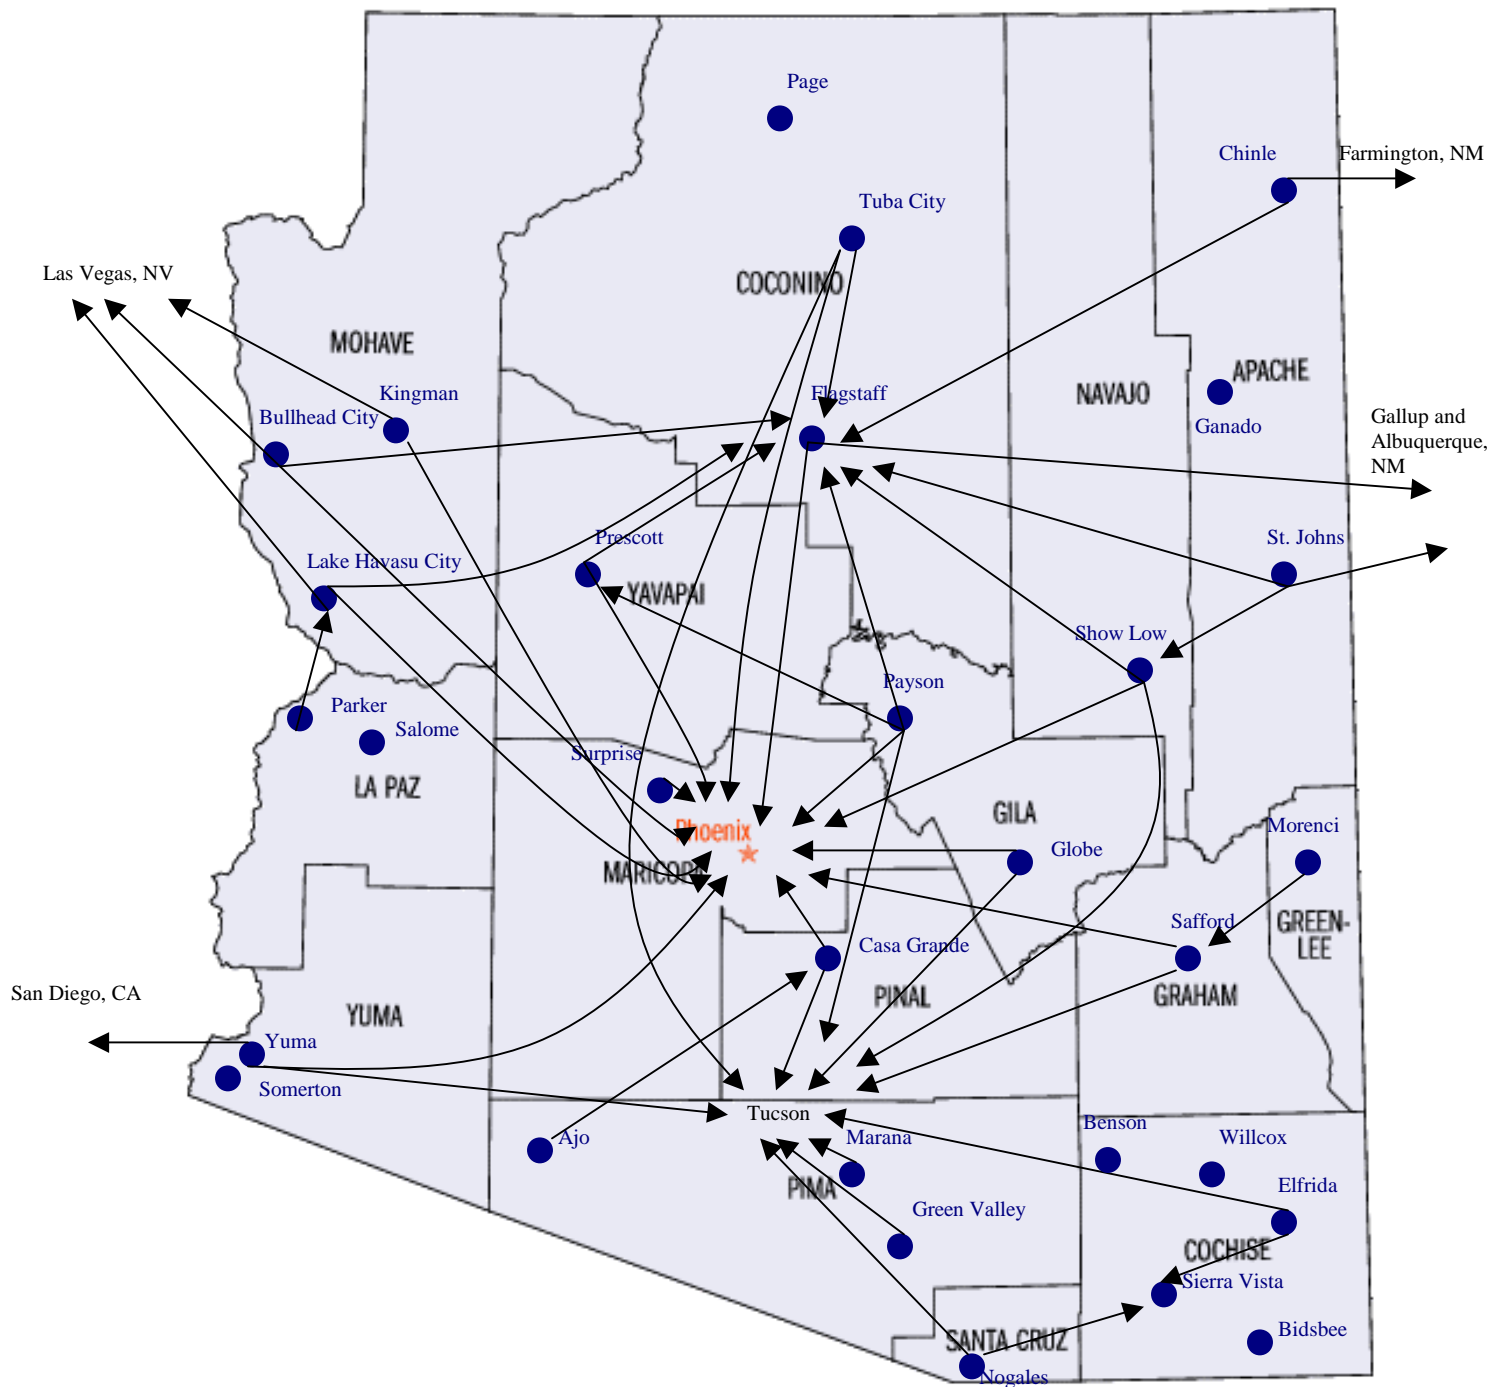 Page
Chinle
Farmington, NM
Tuba City
Las Vegas, NV
COCONINO
MOHAVE
APACHE
Kingman
Flagstaff
NAVAJO
Bullhead City
Ganado
Gallup and
Albuquerque,
NM
Prescott
St. Johns
Lake Havasu City
YAVAPAI
Show Low
Payson
Parker
Salome
Surprise
LA PAZ
GILA
Phoenix
Morenci
Globe
MARICOPA
Safford
GREEN-
LEE
Casa Grande
San Diego, CA
PINAL
GRAHAM
YUMA
Yuma
Somerton
Tucson
Benson
Willcox
Ajo
Marana
PIMA
Elfrida
Green Valley
COCHISE
Sierra Vista
Bidsbee
SANTA CRUZ
Nogales